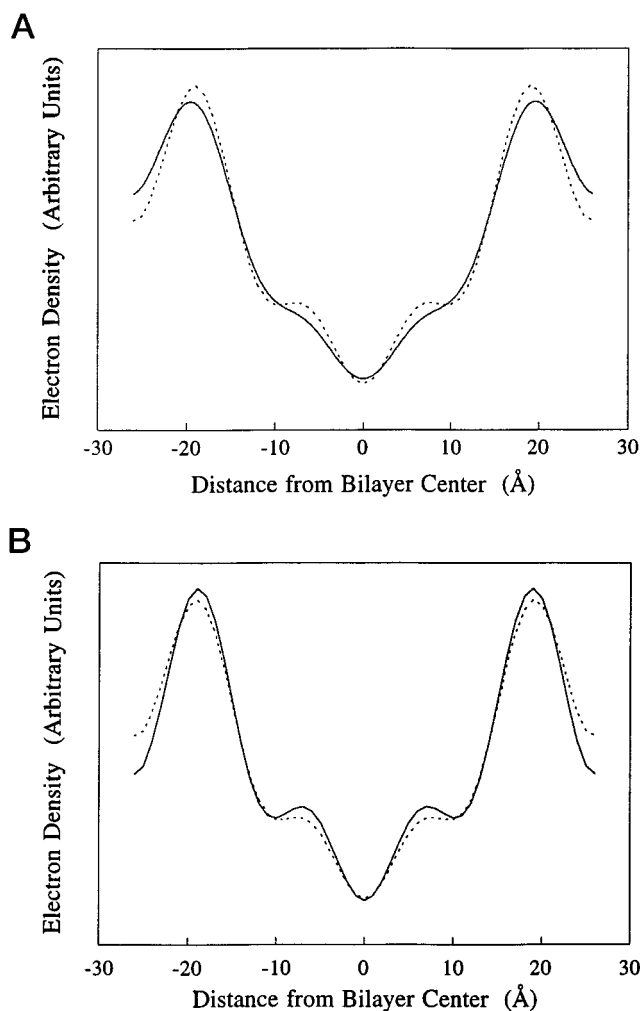 A
Electron Density (Arbitrary Units)
-30 -20 -10 0 10 20 30
Distance from Bilayer Center (Å)
B
Electron Density (Arbitrary Units)
-30 -20 -10 0 10 20 30
Distance from Bilayer Center (Å)